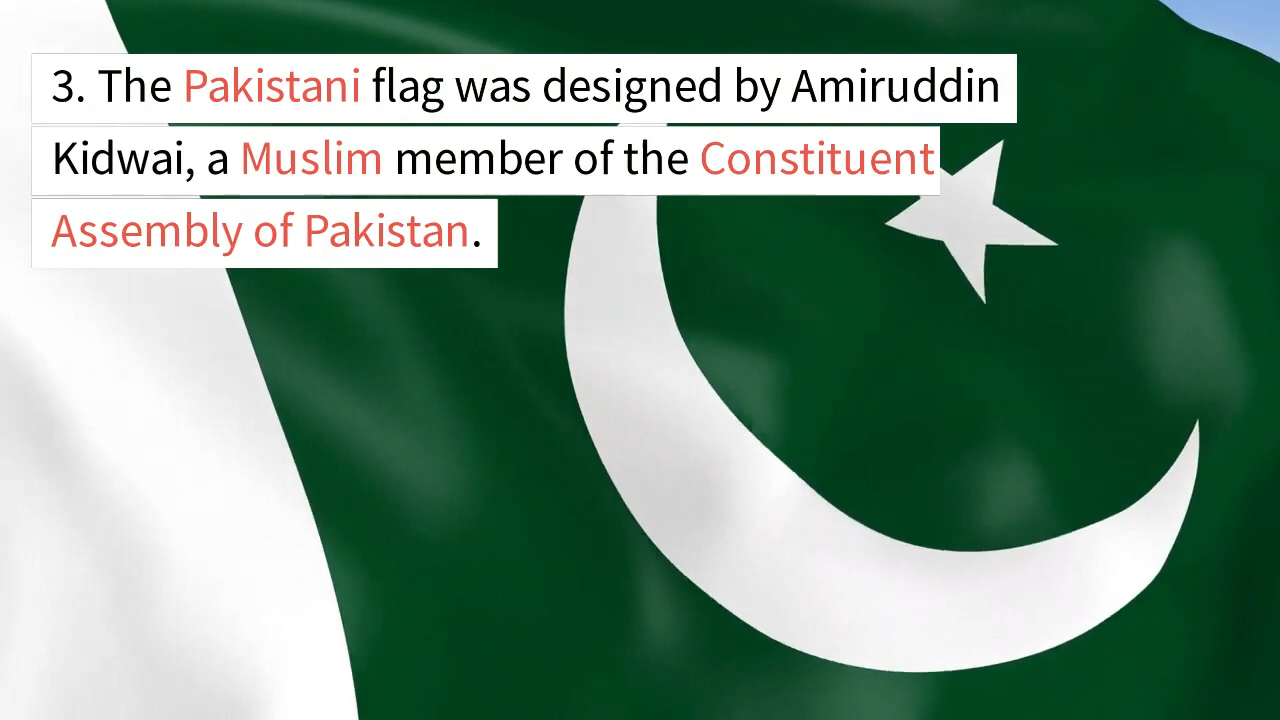 3. The Pakistani flag was designed by Amiruddin
Kidwai, a Muslim member of the Constituent
Assembly of Pakistan.